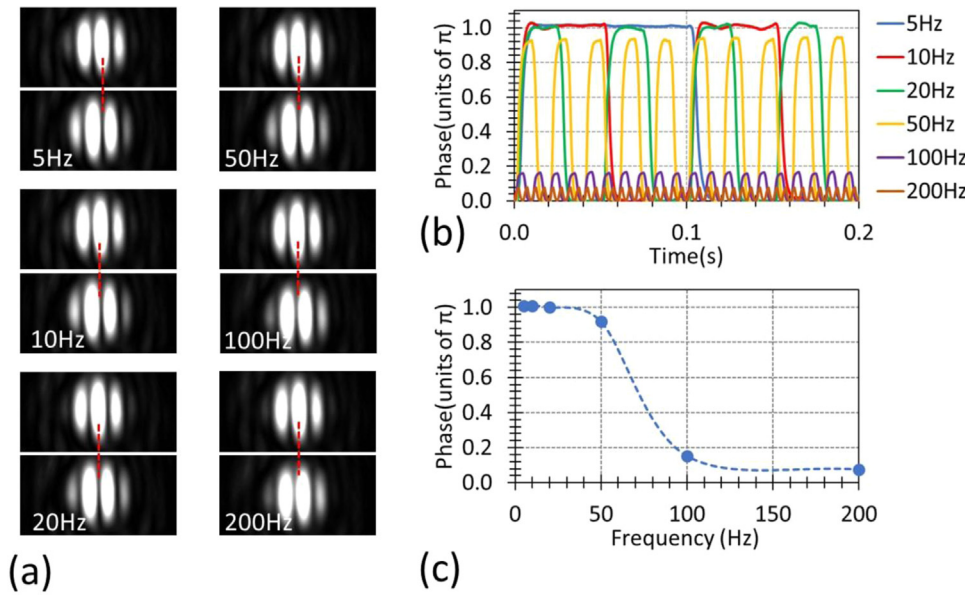 5Hz
50Hz
10Hz
100Hz
20Hz
200Hz
(a)
Phase(units of π)
1.0
0.8
0.6
0.4
0.2
0.0
0.0
0.1
0.2
Time(s)
(b)
5Hz
10Hz
20Hz
50Hz
100Hz
200Hz
Phase(units of π)
1.0
0.8
0.6
0.4
0.2
0.0
0
50
100
150
200
Frequency (Hz)
(c)